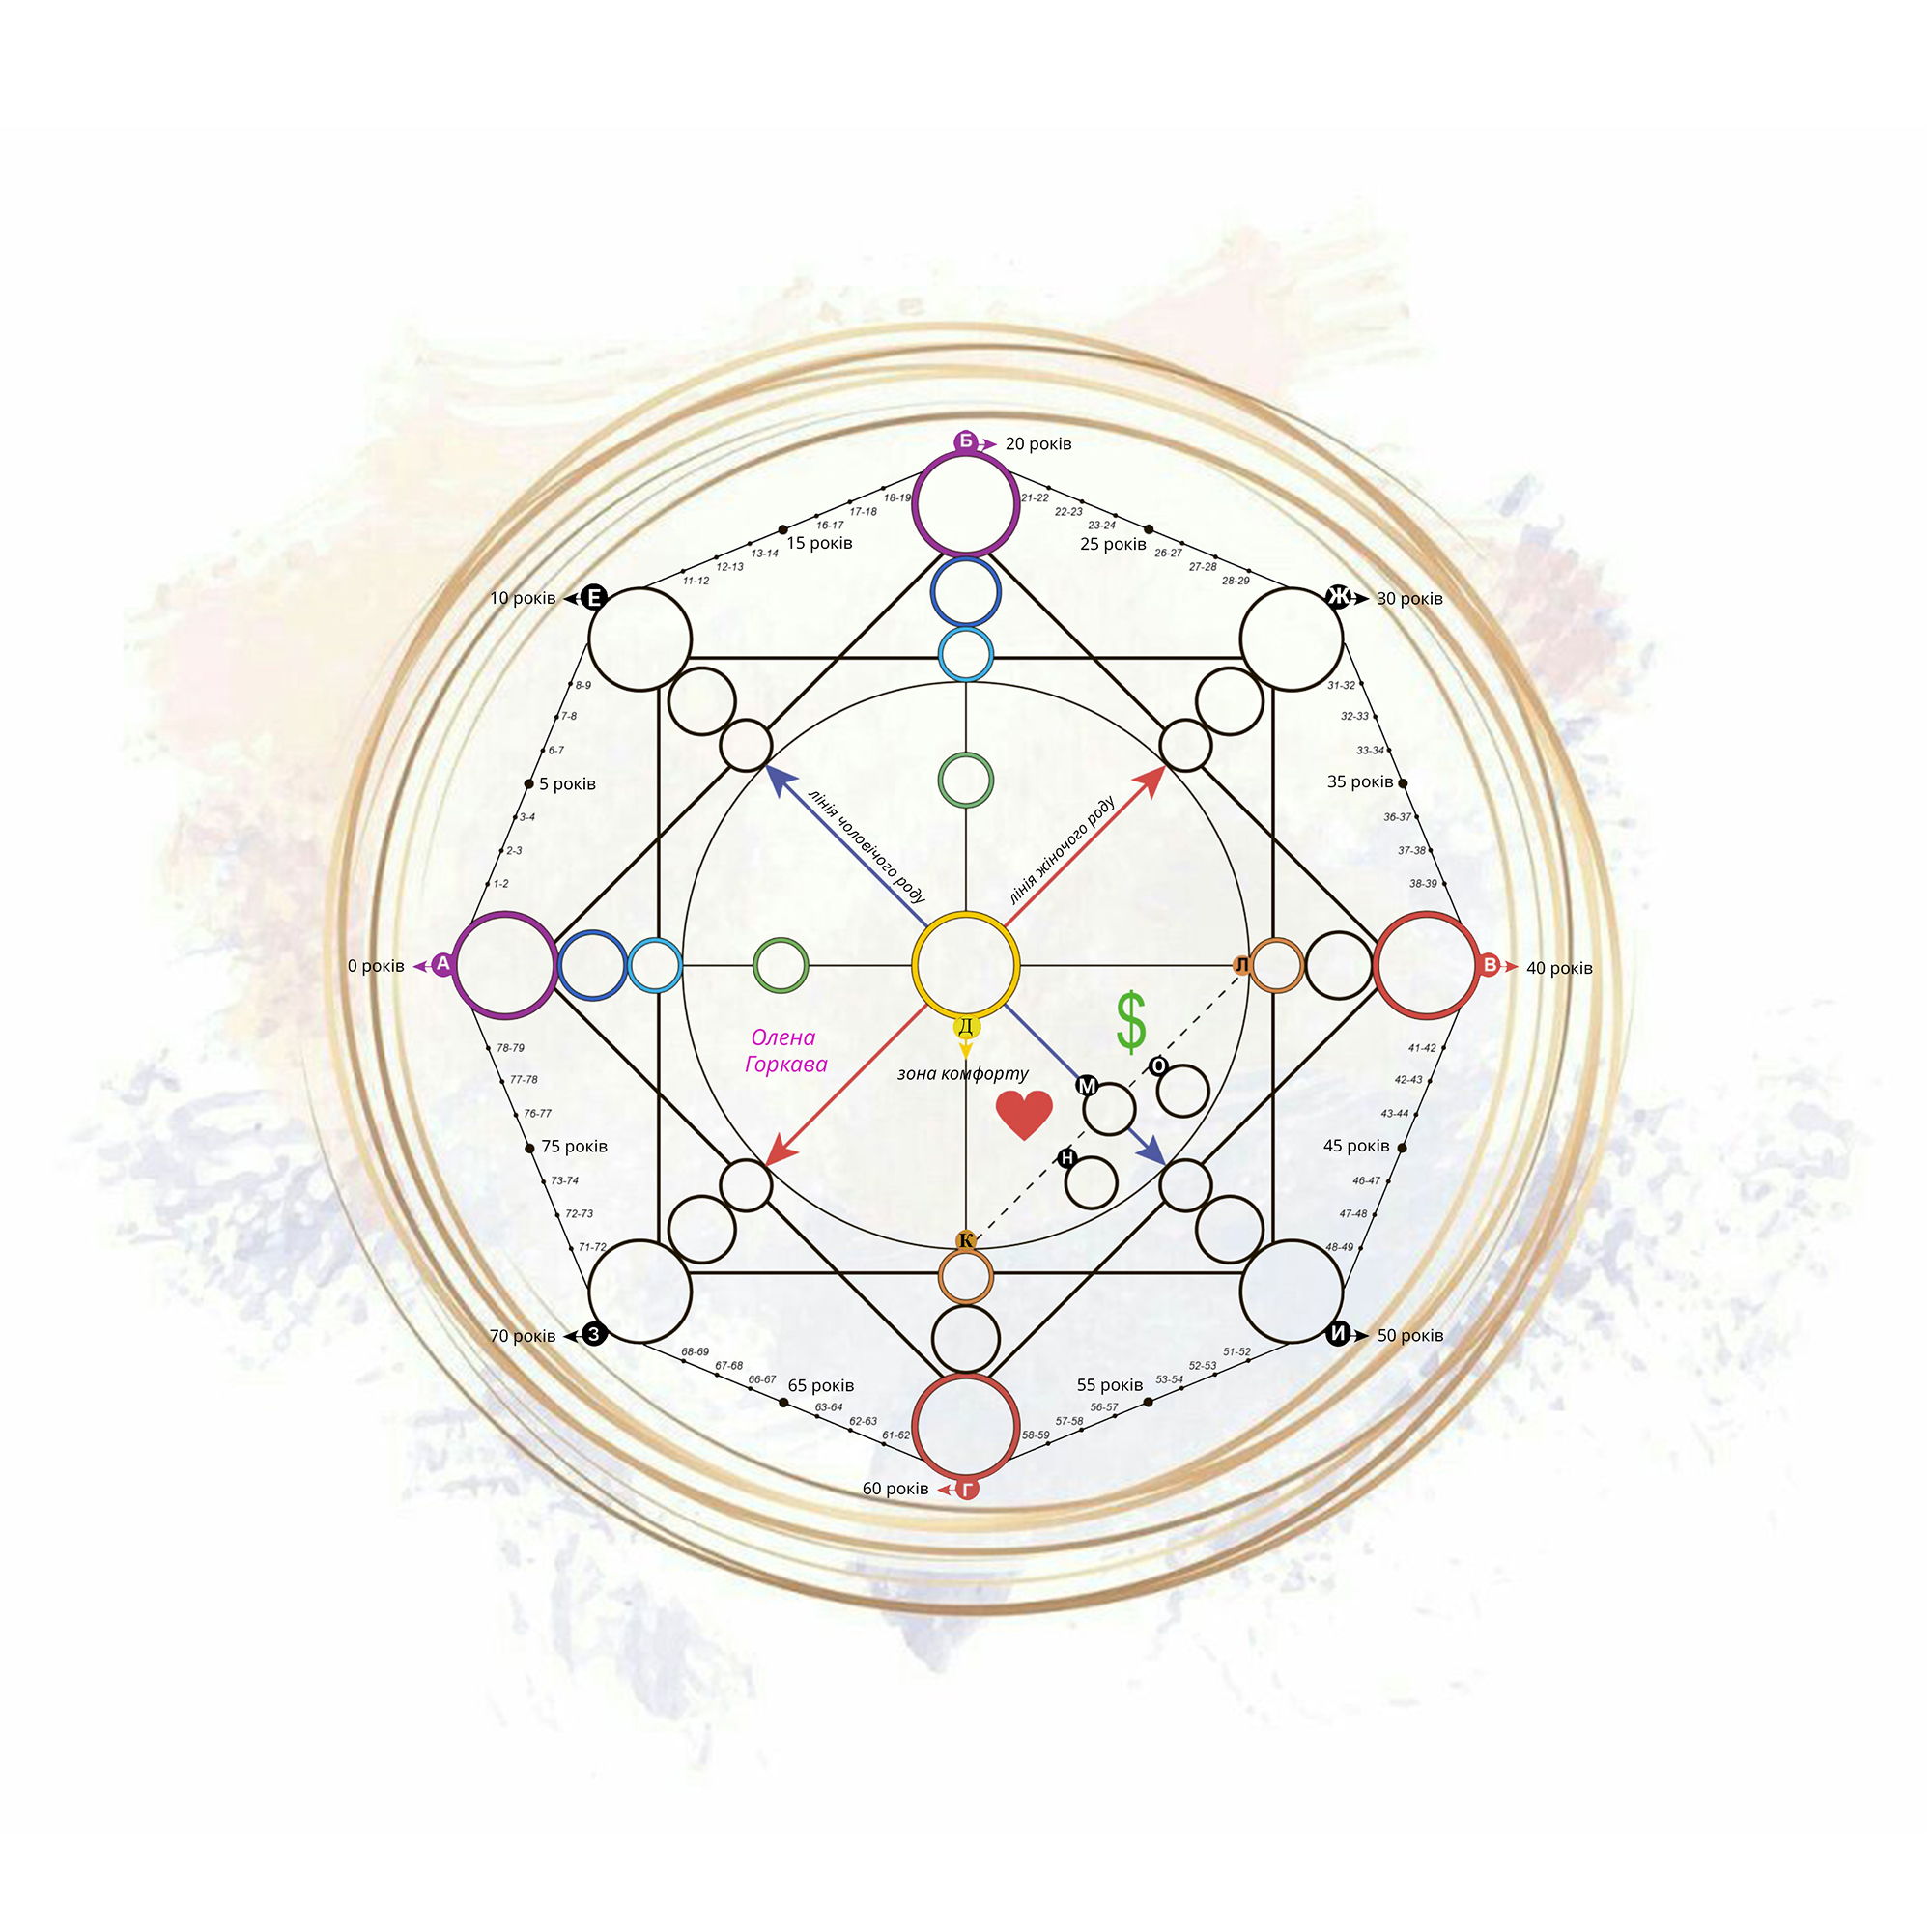 Б 20 років
18-19 21-22
17-18 22-23
16-17 23-24
15 років 25 років
13-14 26-27
12-13 27-28
11-12 28-29
10 років Е Ж 30 років
8-9 31-32
7-8 32-33
6-7 33-34
5 років 35 років
лінія чоловічого роду лінія жіночого роду
3-4 36-37
2-3 37-38
1-2 38-39
0 років А Л В 40 років
$
Д
Олена
Горкава
зона комфорту
78-79 41-42
О
77-78 М 42-43
76-77 43-44
75 років 45 років
Н
73-74 46-47
72-73 47-48
К
71-72 48-49
70 років З И 50 років
68-69 51-52
67-68 52-53
66-67 53-54
65 років 55 років
63-64 56-57
62-63 57-58
61-62 58-59
60 років Г